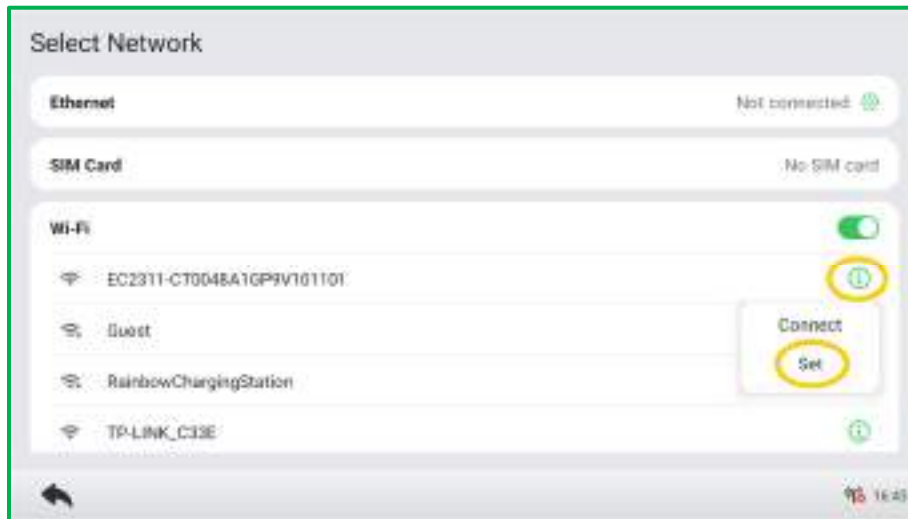 Select Network
Ethernet Not connected
SIM Card No SIM card
Wi-Fi
EC2311-CT0048A1GP9V101101
Guest Connect
Set
RainbowChargingStation
TP-LINK_C33E
16:43